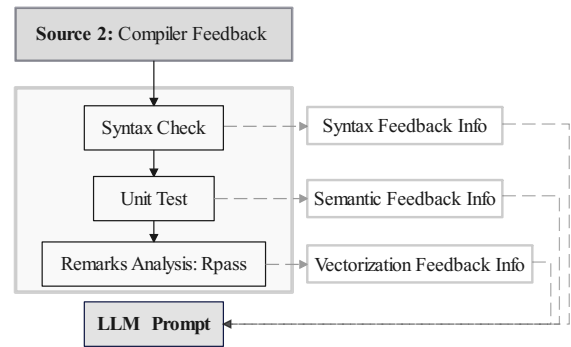 Source 2: Compiler Feedback
Syntax Check
Syntax Feedback Info
Unit Test
Semantic Feedback Info
Remarks Analysis: Rpass
Vectorization Feedback Info
LLM Prompt